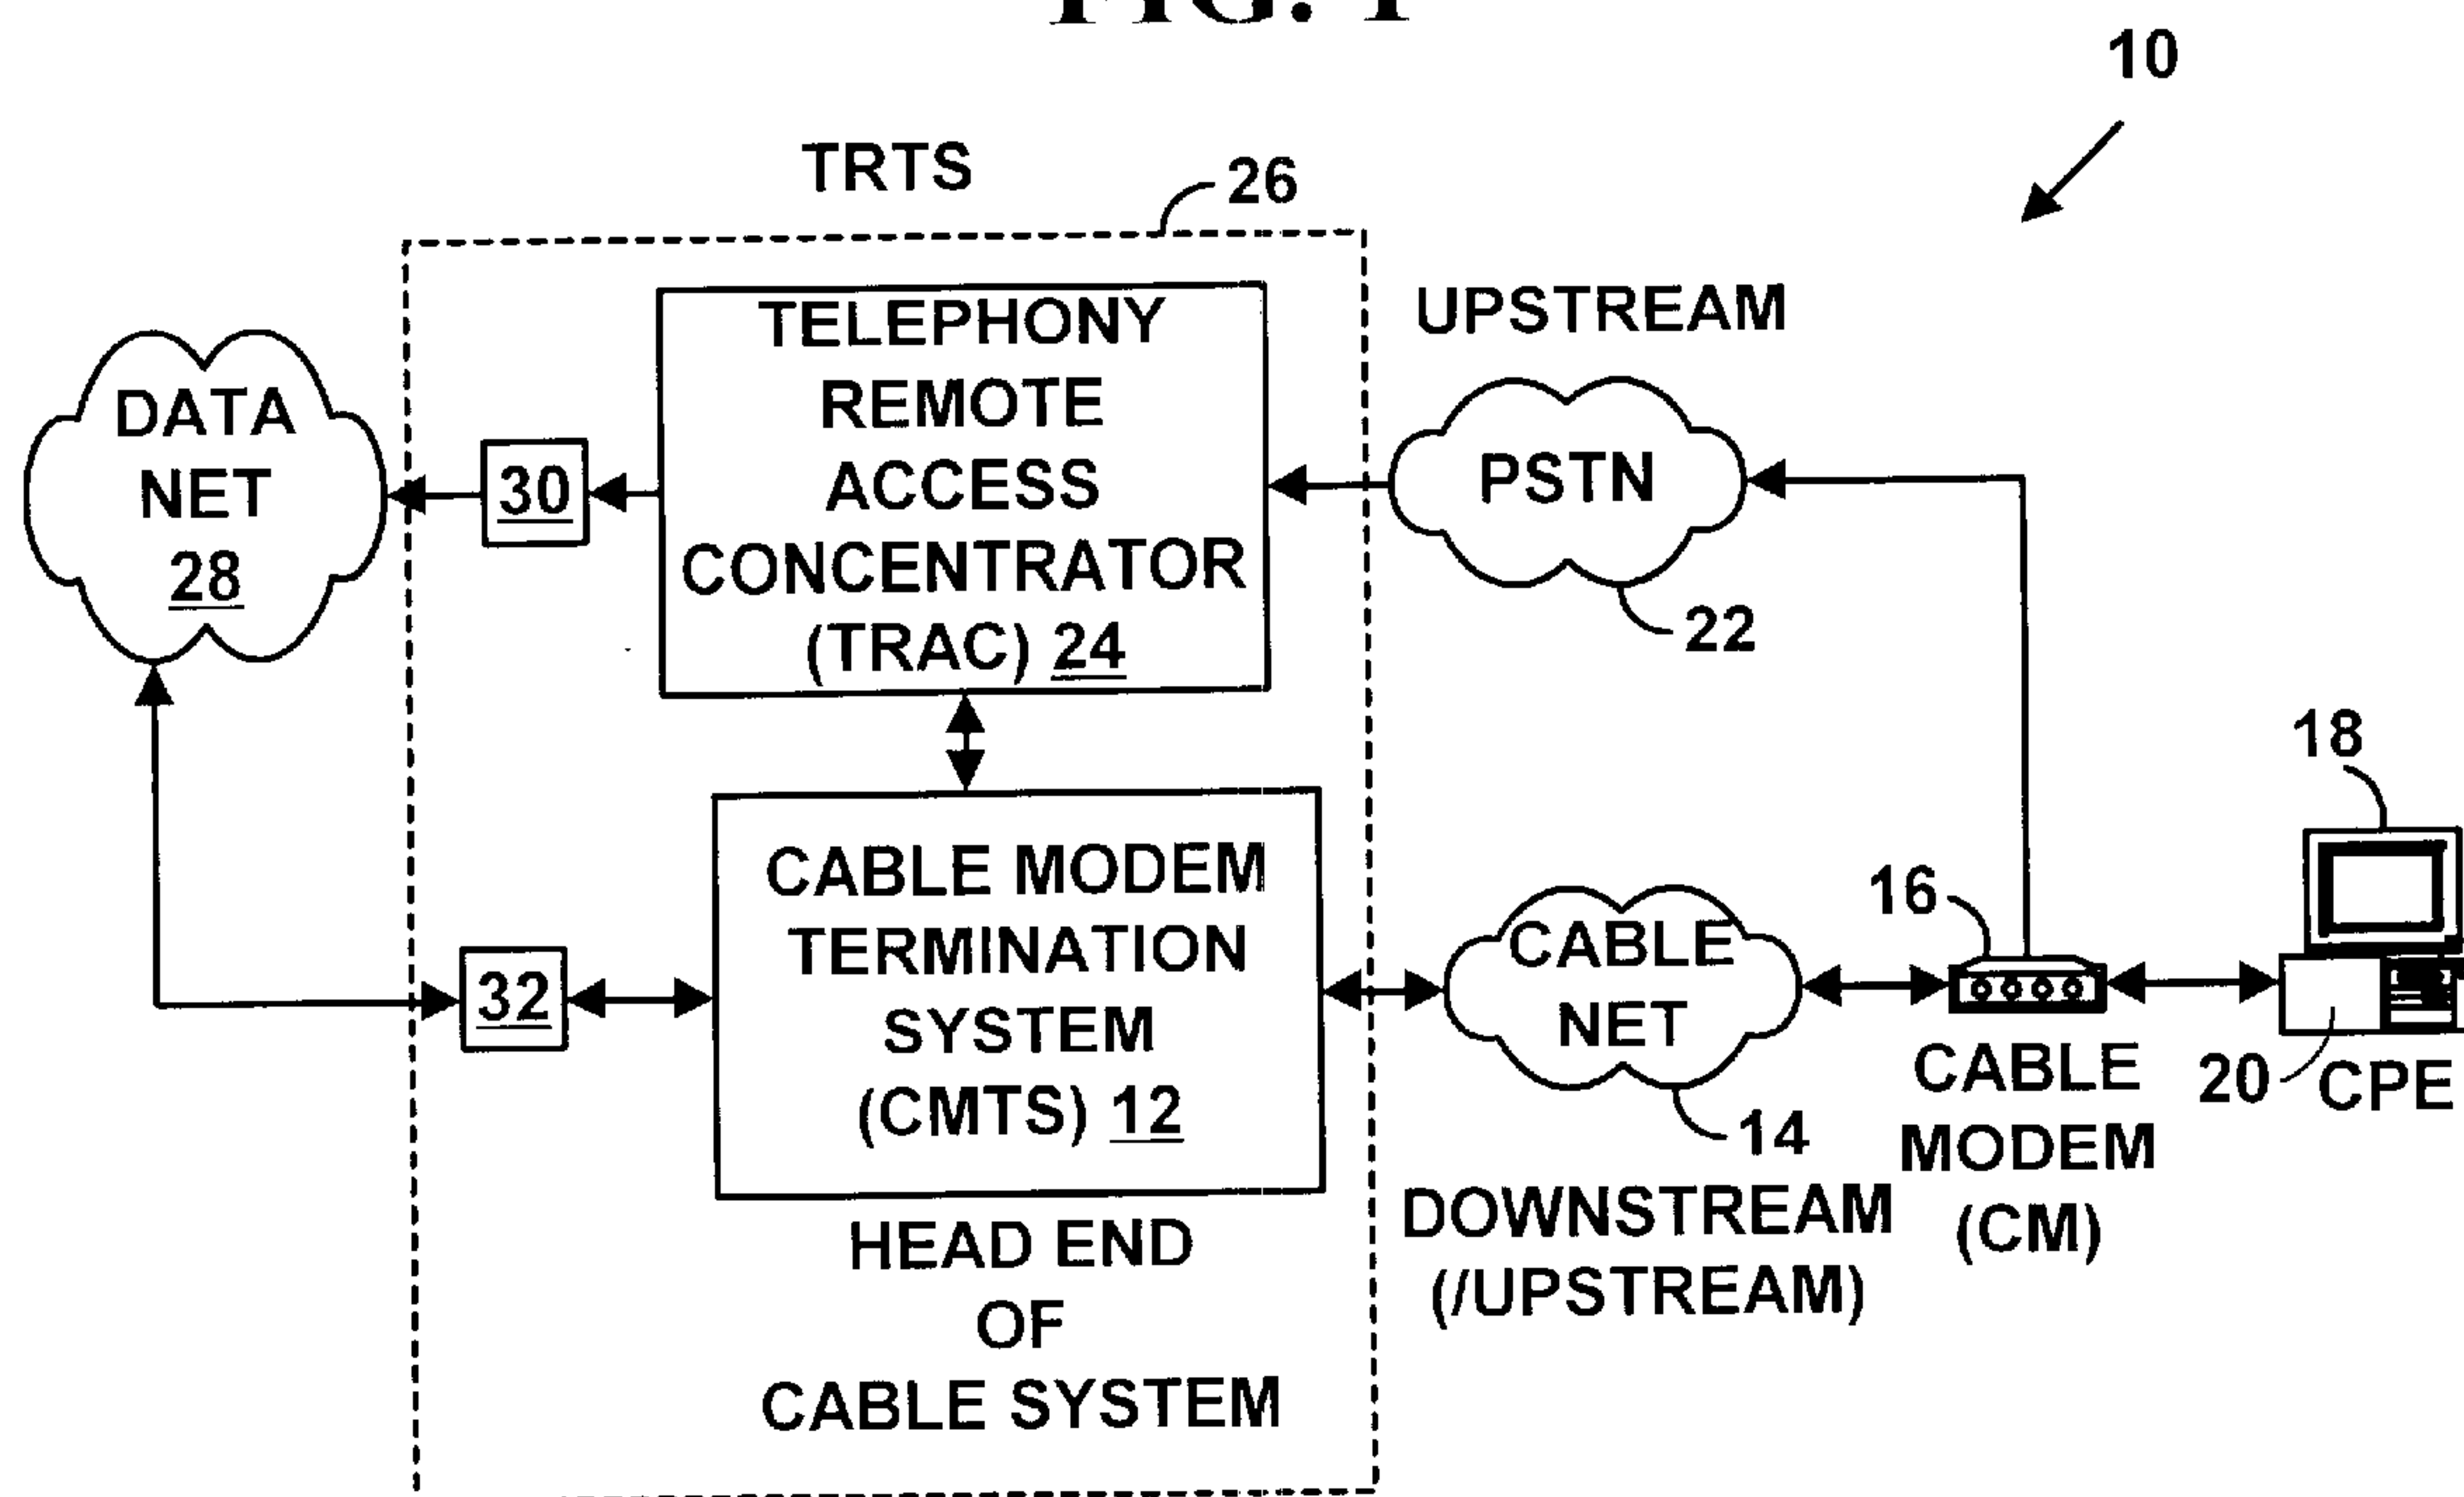 FIG. 1
10
TRTS
26
TELEPHONY
REMOTE
ACCESS
CONCENTRATOR
(TRAC) 24
UPSTREAM
DATA
NET
28
30
PSTN
22
18
CABLE MODEM
TERMINATION
SYSTEM
(CMTS) 12
16
CABLE
NET
32
14
20
CPE
CABLE
MODEM
(CM)
DOWNSTREAM
(/UPSTREAM)
HEAD END
OF
CABLE SYSTEM